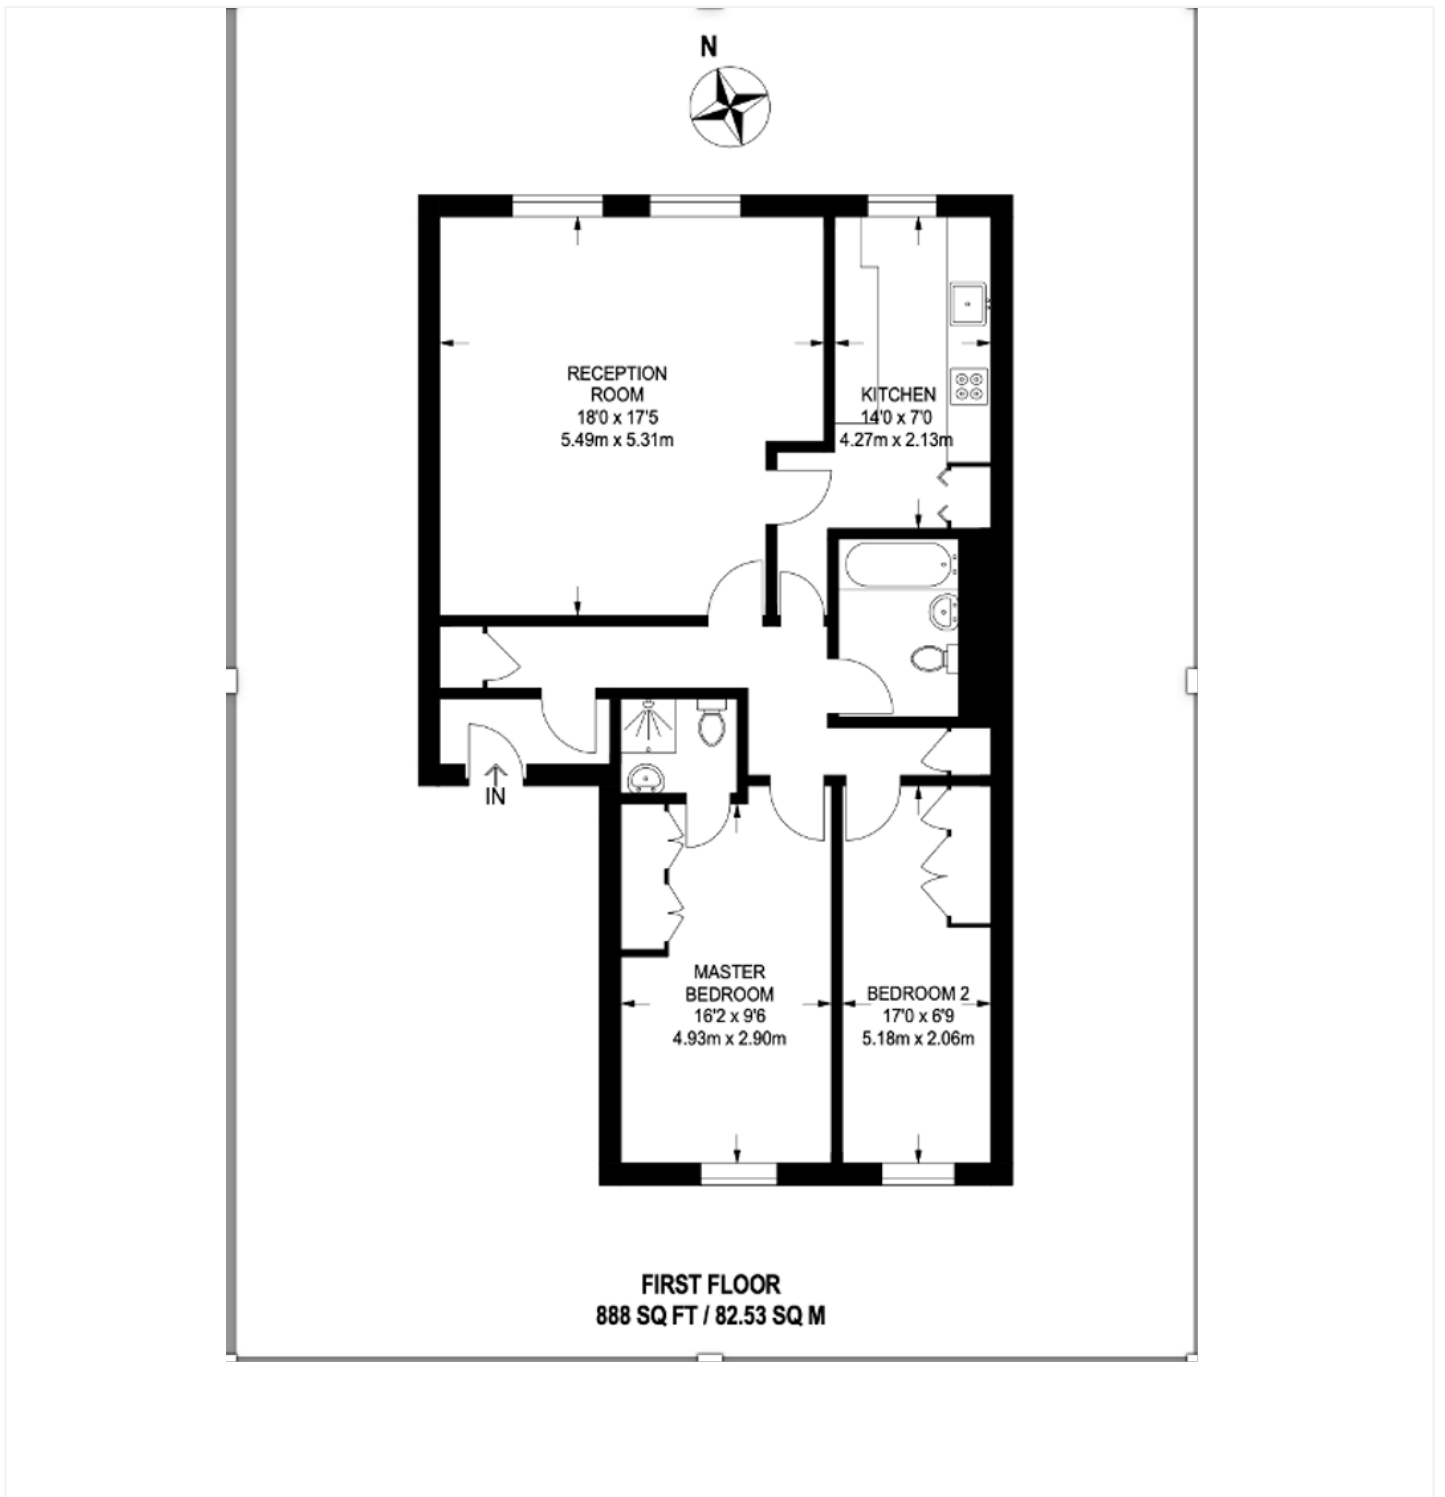 N
RECEPTION
ROOM
18'0 x 17'5
5.49m x 5.31m
KITCHEN
14'0 x 7'0
4.27m x 2.13m
IN
MASTER
BEDROOM
16'2 x 9'6
4.93m x 2.90m
BEDROOM 2
17'0 x 6'9
5.18m x 2.06m
FIRST FLOOR
888 SQ FT / 82.53 SQ M